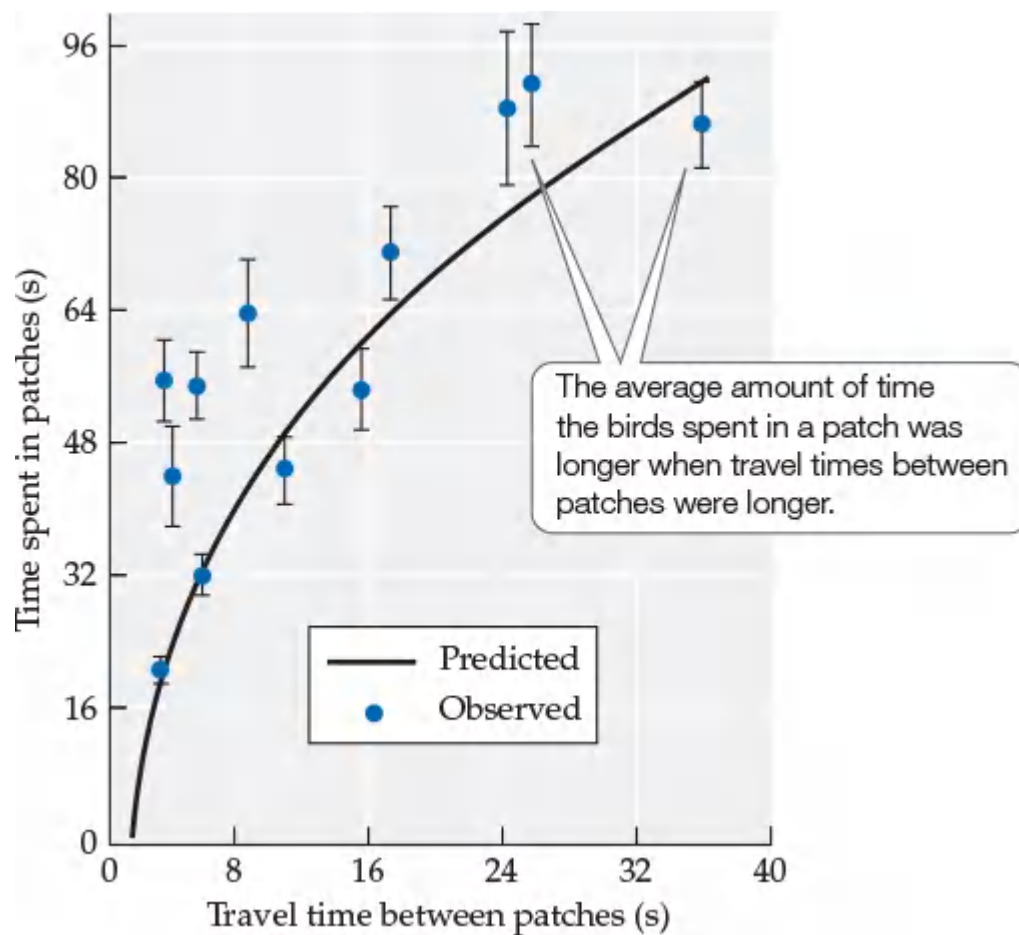 96
80
64
48
32
16
0
Time spent in patches (s)
The average amount of time
the birds spent in a patch was
longer when travel times between
patches were longer.
Predicted
Observed
0 8 16 24 32 40
Travel time between patches (s)